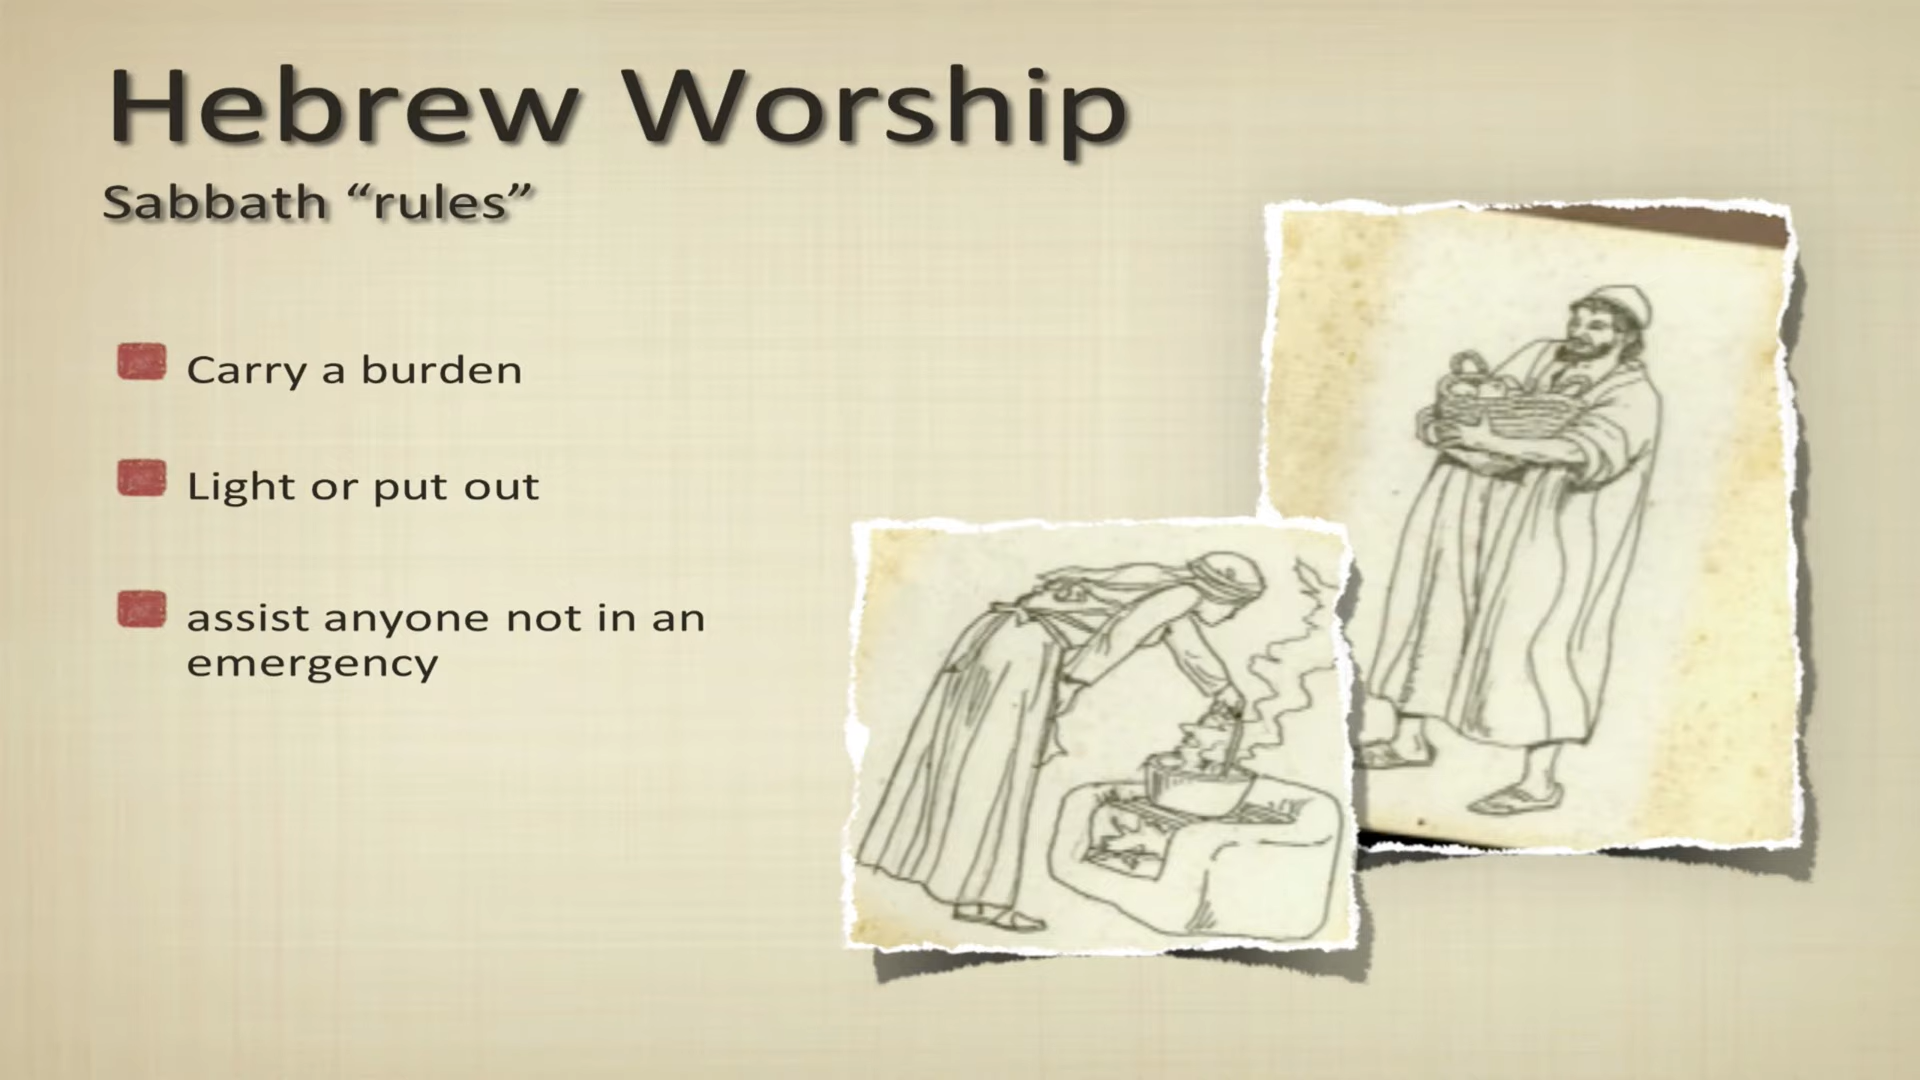 Hebrew Worship
Sabbath “rules”
Carry a burden
Light or put out
assist anyone not in an
emergency